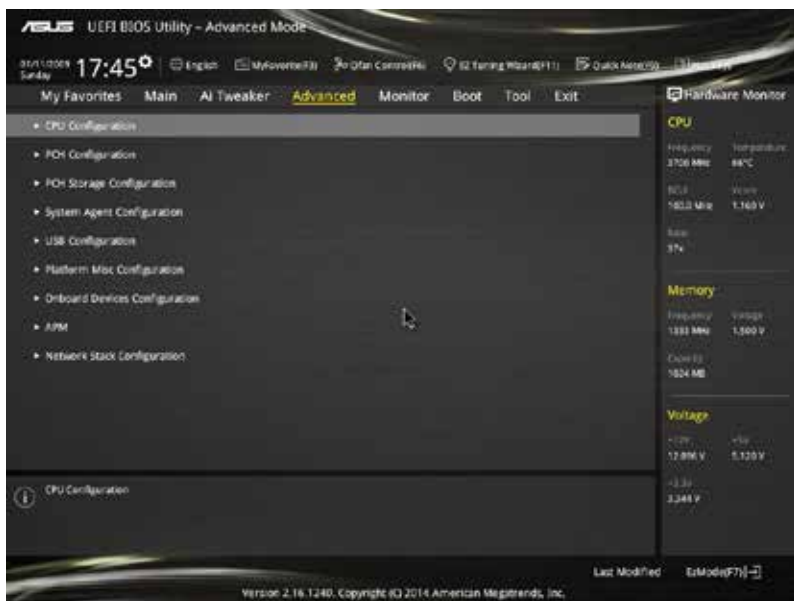 ASUS UEFI BIOS Utility – Advanced Mode
Sunday 17:45 English MyFavorite(F3) Qfan Control(F6) EZ Tuning Wizard(F11) Quick Note(F9)
My Favorites Main Ai Tweaker Advanced Monitor Boot Tool Exit
Hardware Monitor
CPU Configuration
PCH Configuration
PCH Storage Configuration
System Agent Configuration
USB Configuration
Platform Misc Configuration
Onboard Devices Configuration
APM
Network Stack Configuration
CPU
Frequency Temperature
3700 MHz
BCLK Vcore
100.0 MHz 1.160 V
Ratio
37x
Memory
Frequency Voltage
1333 MHz 1.500 V
Capacity
1024 MB
Voltage
+12V +5V
5.120 V
+3.3V
CPU Configuration
Last Modified EzMode(F7)
Version 2.16.1240. Copyright (C) 2014 American Megatrends, Inc.